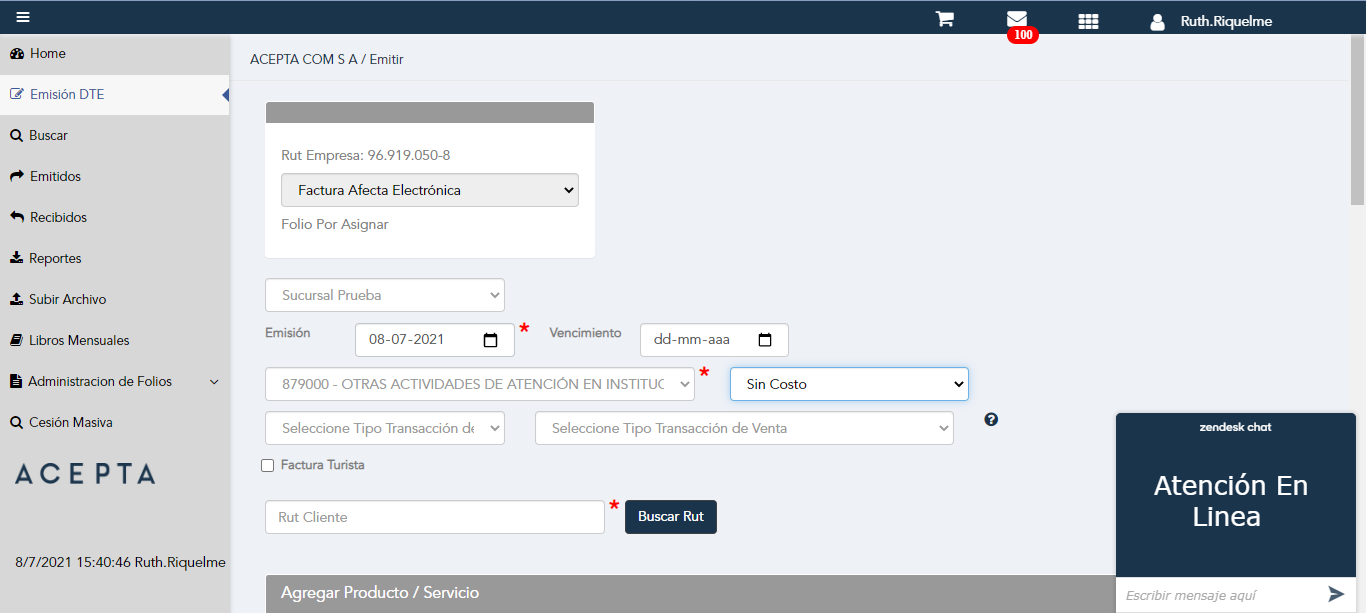 100
Ruth.Riquelme
Home
Emisión DTE
Buscar
Emitidos
Recibidos
Reportes
Subir Archivo
Libros Mensuales
Administracion de Folios
Cesión Masiva
ACEPTA
8/7/2021 15:40:46 Ruth.Riquelme
ACEPTA COM S A / Emitir
Rut Empresa: 96.919.050-8
Factura Afecta Electrónica
Folio Por Asignar
Sucursal Prueba
Emisión 08-07-2021 * Vencimiento dd-mm-aaa
879000 - OTRAS ACTIVIDADES DE ATENCIÓN EN INSTITUC * Sin Costo
Seleccione Tipo Transacción de Seleccione Tipo Transacción de Venta ?
Factura Turista
Rut Cliente * Buscar Rut
Agregar Producto / Servicio
zendesk chat
Atención En
Linea
Escribir mensaje aquí